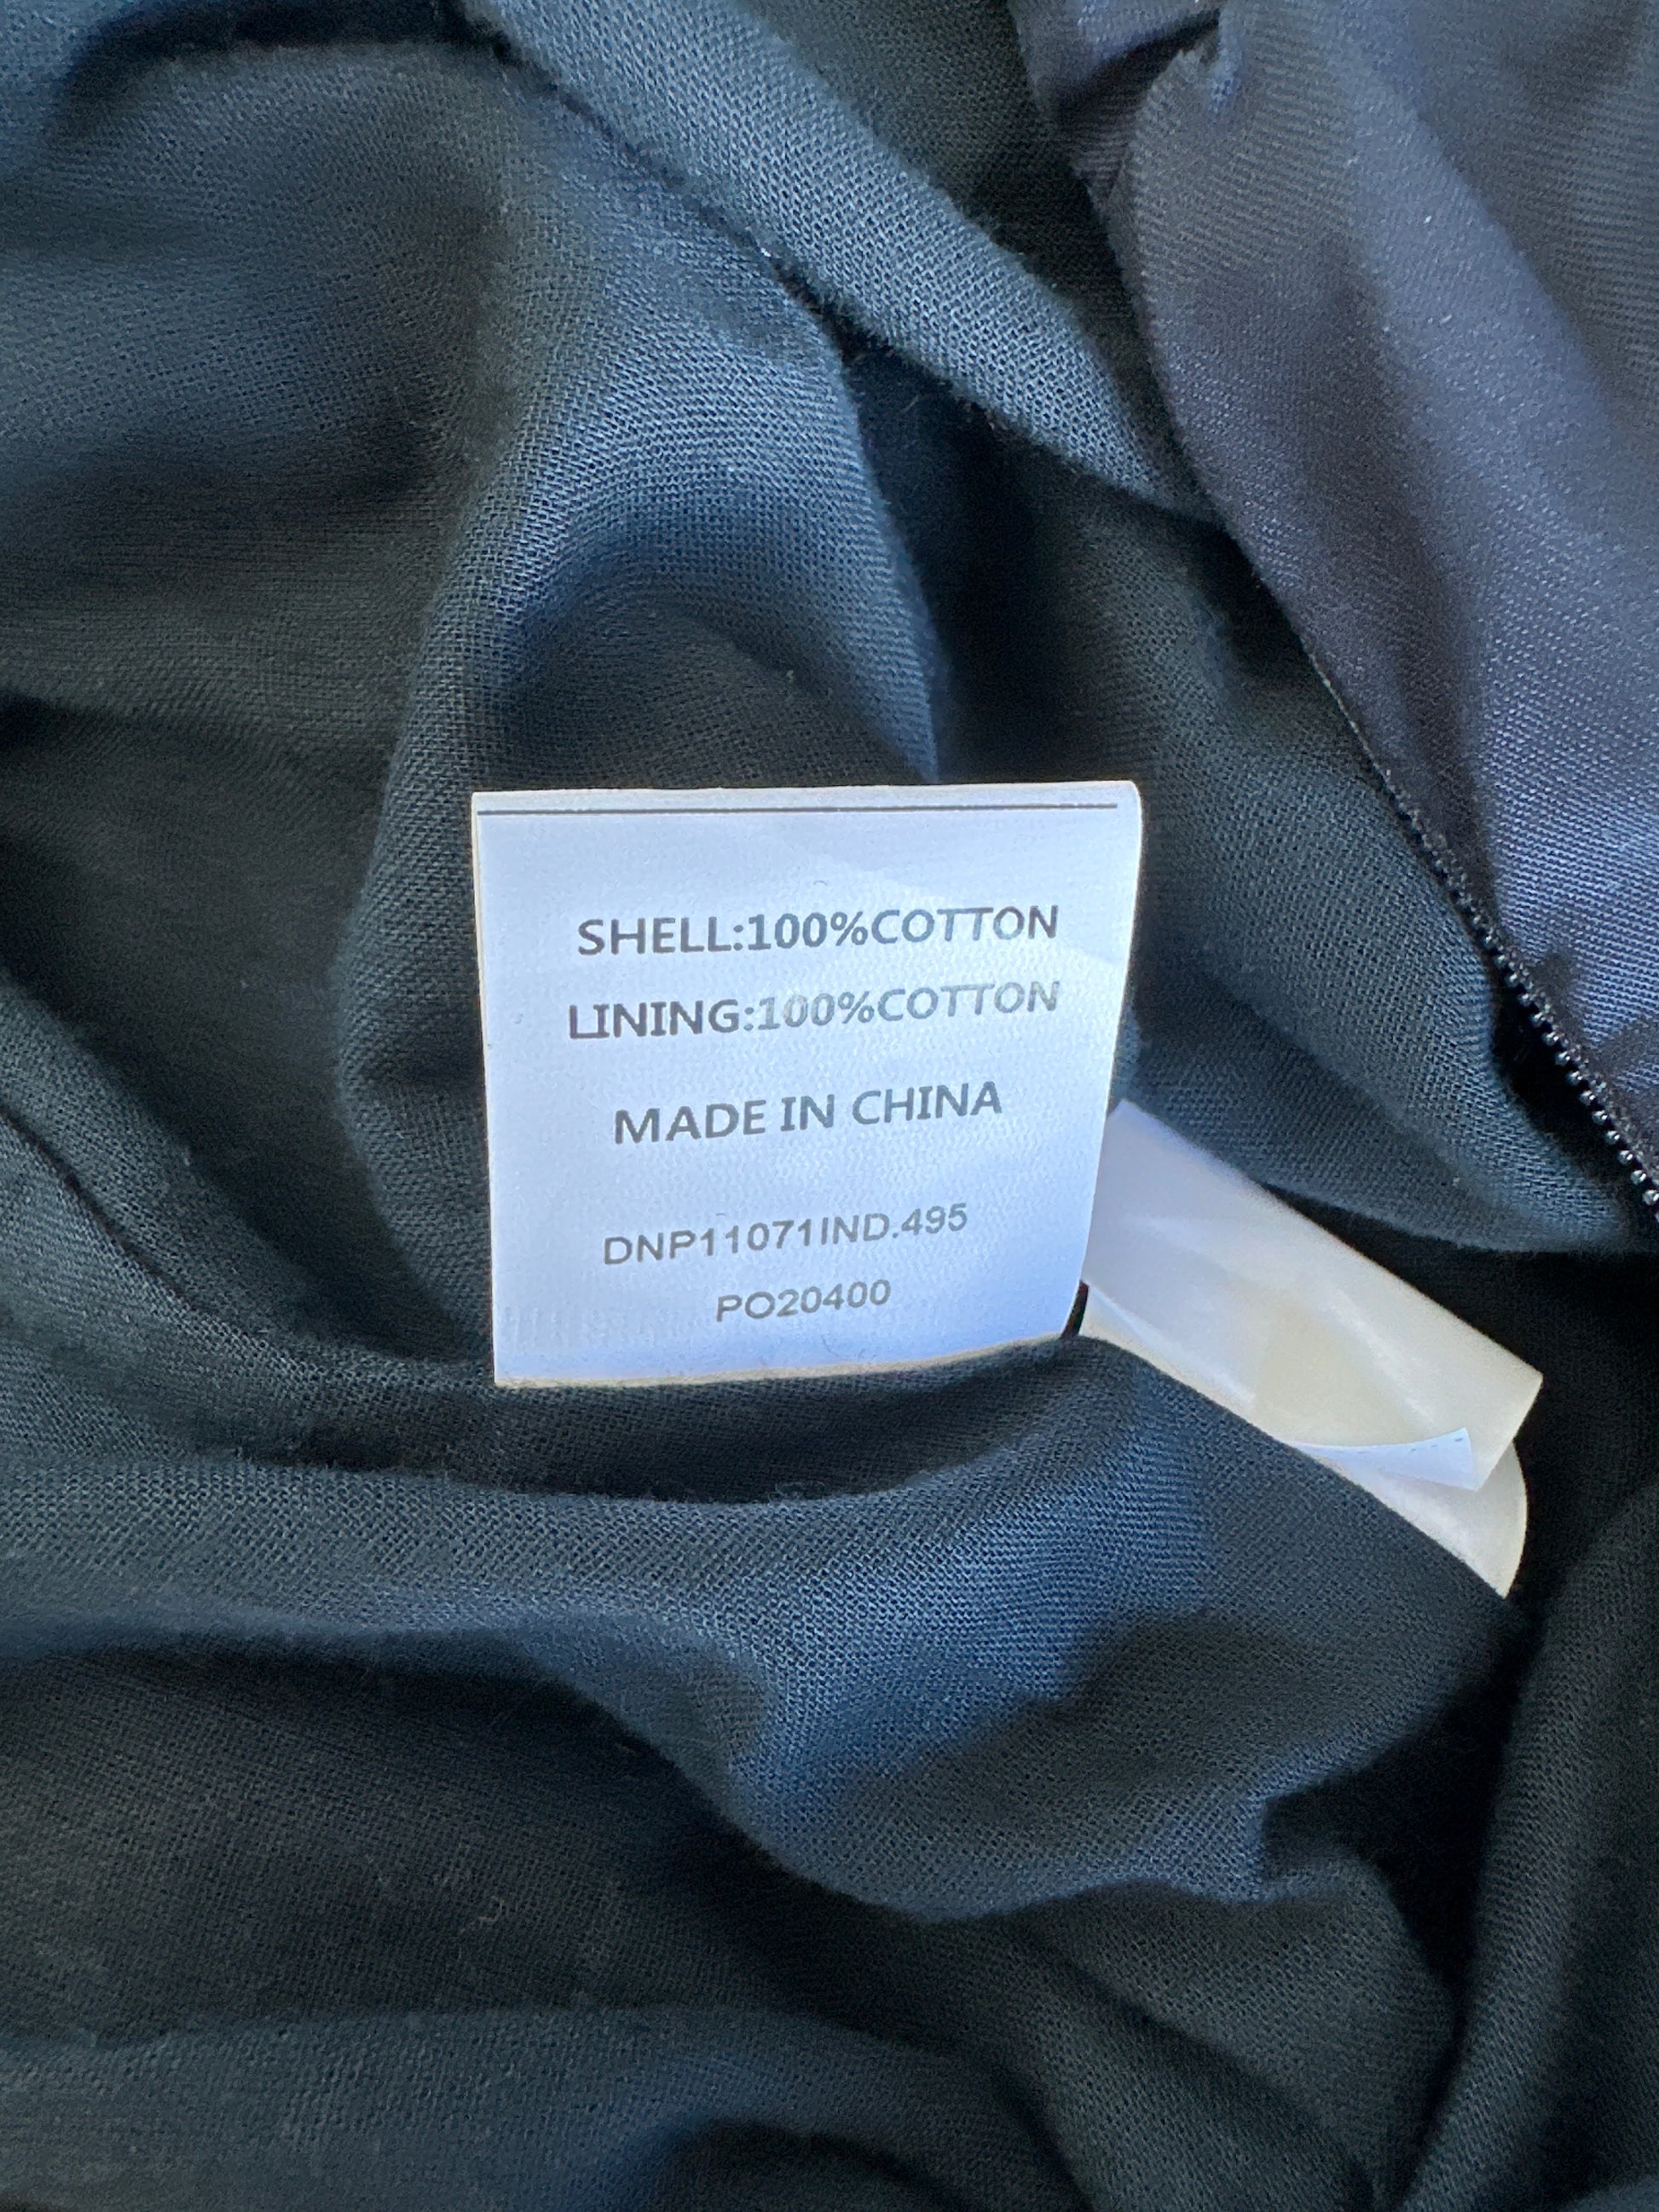 SHELL:100%COTTON
LINING:100%COTTON
MADE IN CHINA
DNP11071IND.495
PO20400